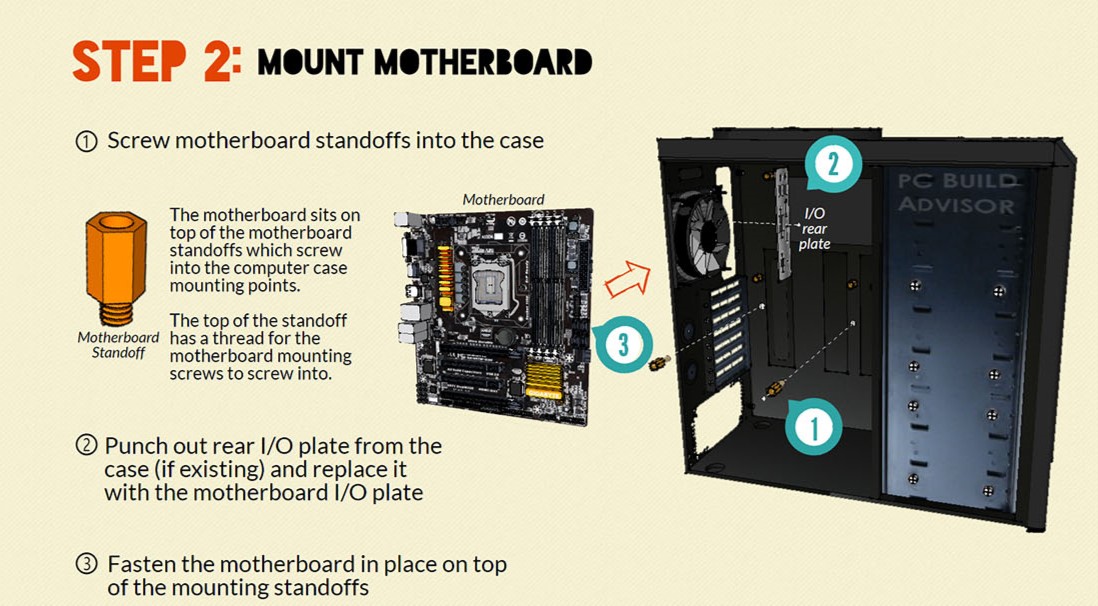 STEP 2: MOUNT MOTHERBOARD
① Screw motherboard standoffs into the case
The motherboard sits on
top of the motherboard
standoffs which screw
into the computer case
mounting points.
The top of the standoff
has a thread for the
motherboard mounting
screws to screw into.
Motherboard
Standoff
Motherboard
3
2
I/O
rear
plate
1
PC BUILD
ADVISOR
② Punch out rear I/O plate from the
case (if existing) and replace it
with the motherboard I/O plate
③ Fasten the motherboard in place on top
of the mounting standoffs